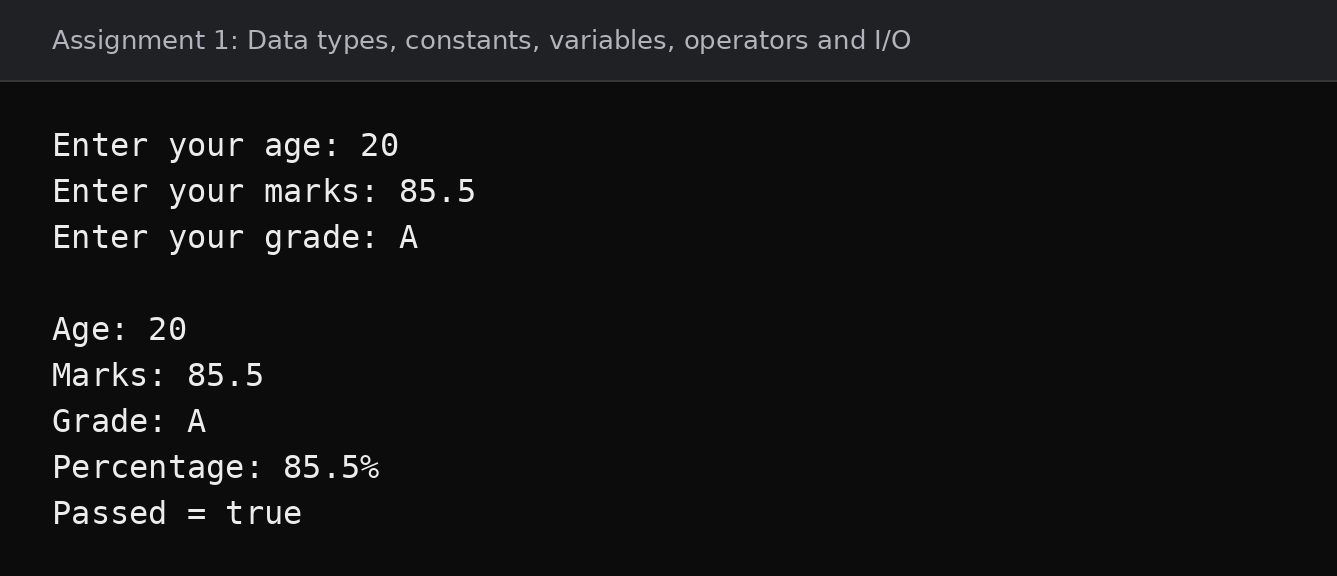 Assignment 1: Data types, constants, variables, operators and I/O
Enter your age: 20
Enter your marks: 85.5
Enter your grade: A
Age: 20
Marks: 85.5
Grade: A
Percentage: 85.5%
Passed = true